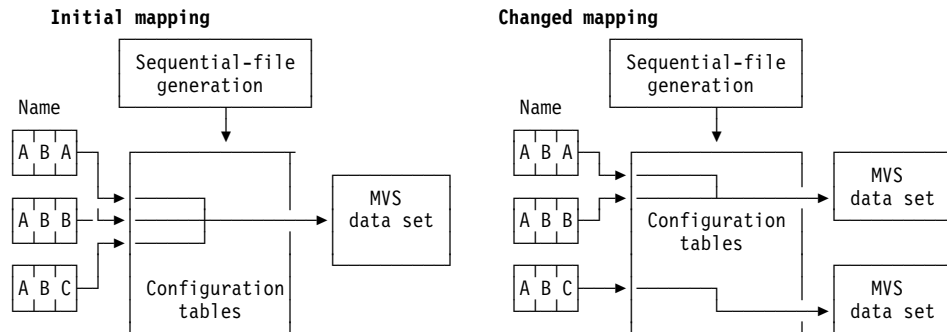 Initial mapping
Sequential-file
generation
Name
A B A
A B B
A B C
MVS
data set
Configuration
tables
Changed mapping
Sequential-file
generation
Name
A B A
A B B
A B C
Configuration
tables
MVS
data set
MVS
data set